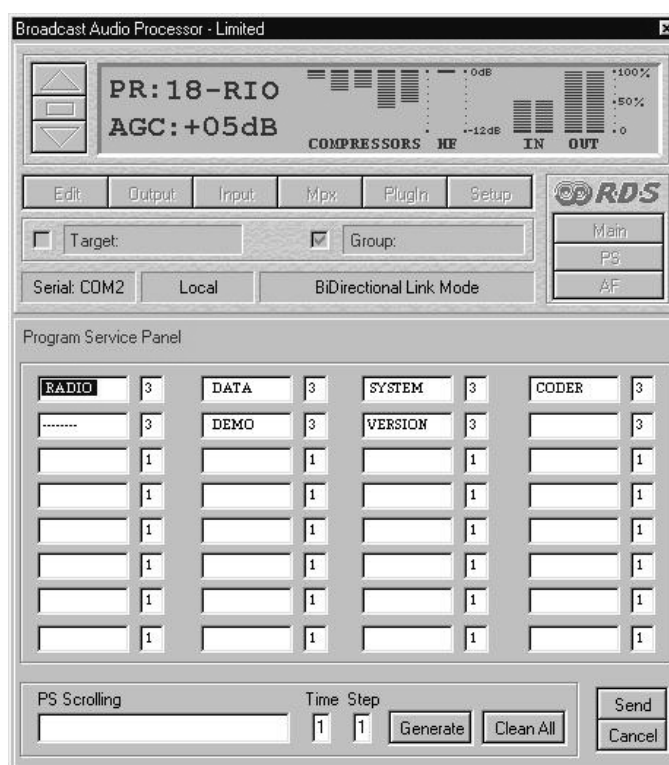 Broadcast Audio Processor - Limited
PR:18-RIO
AGC:+05dB
COMPRESSORS HF IN OUT
0dB
-12dB
100%
50%
0
Edit Output Input Mpx PlugIn Setup
RDS
Main
PS
AF
Target: Group:
Serial: COM2 Local BiDirectional Link Mode
Program Service Panel
RADIO 3 DATA 3 SYSTEM 3 CODER 3
-------- 3 DEMO 3 VERSION 3 3
1 1 1 1
1 1 1 1
1 1 1 1
1 1 1 1
1 1 1 1
1 1 1 1
PS Scrolling Time Step
1 1 Generate Clean All
Send
Cancel